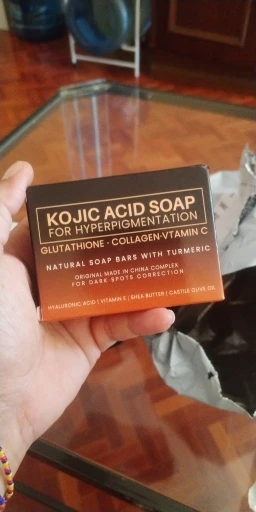 KOJIC ACID SOAP
FOR HYPERPIGMENTATION
GLUTATHIONE · COLLAGEN·VTAMIN C
NATURAL SOAP BARS WITH TURMERIC
ORIGINAL MADE IN CHINA COMPLEX
FOR DARK SPOTS CORRECTION
HYALURONIC ACID | VITAMIN E | SHEA BUTTER | CASTILE OLIVE OIL